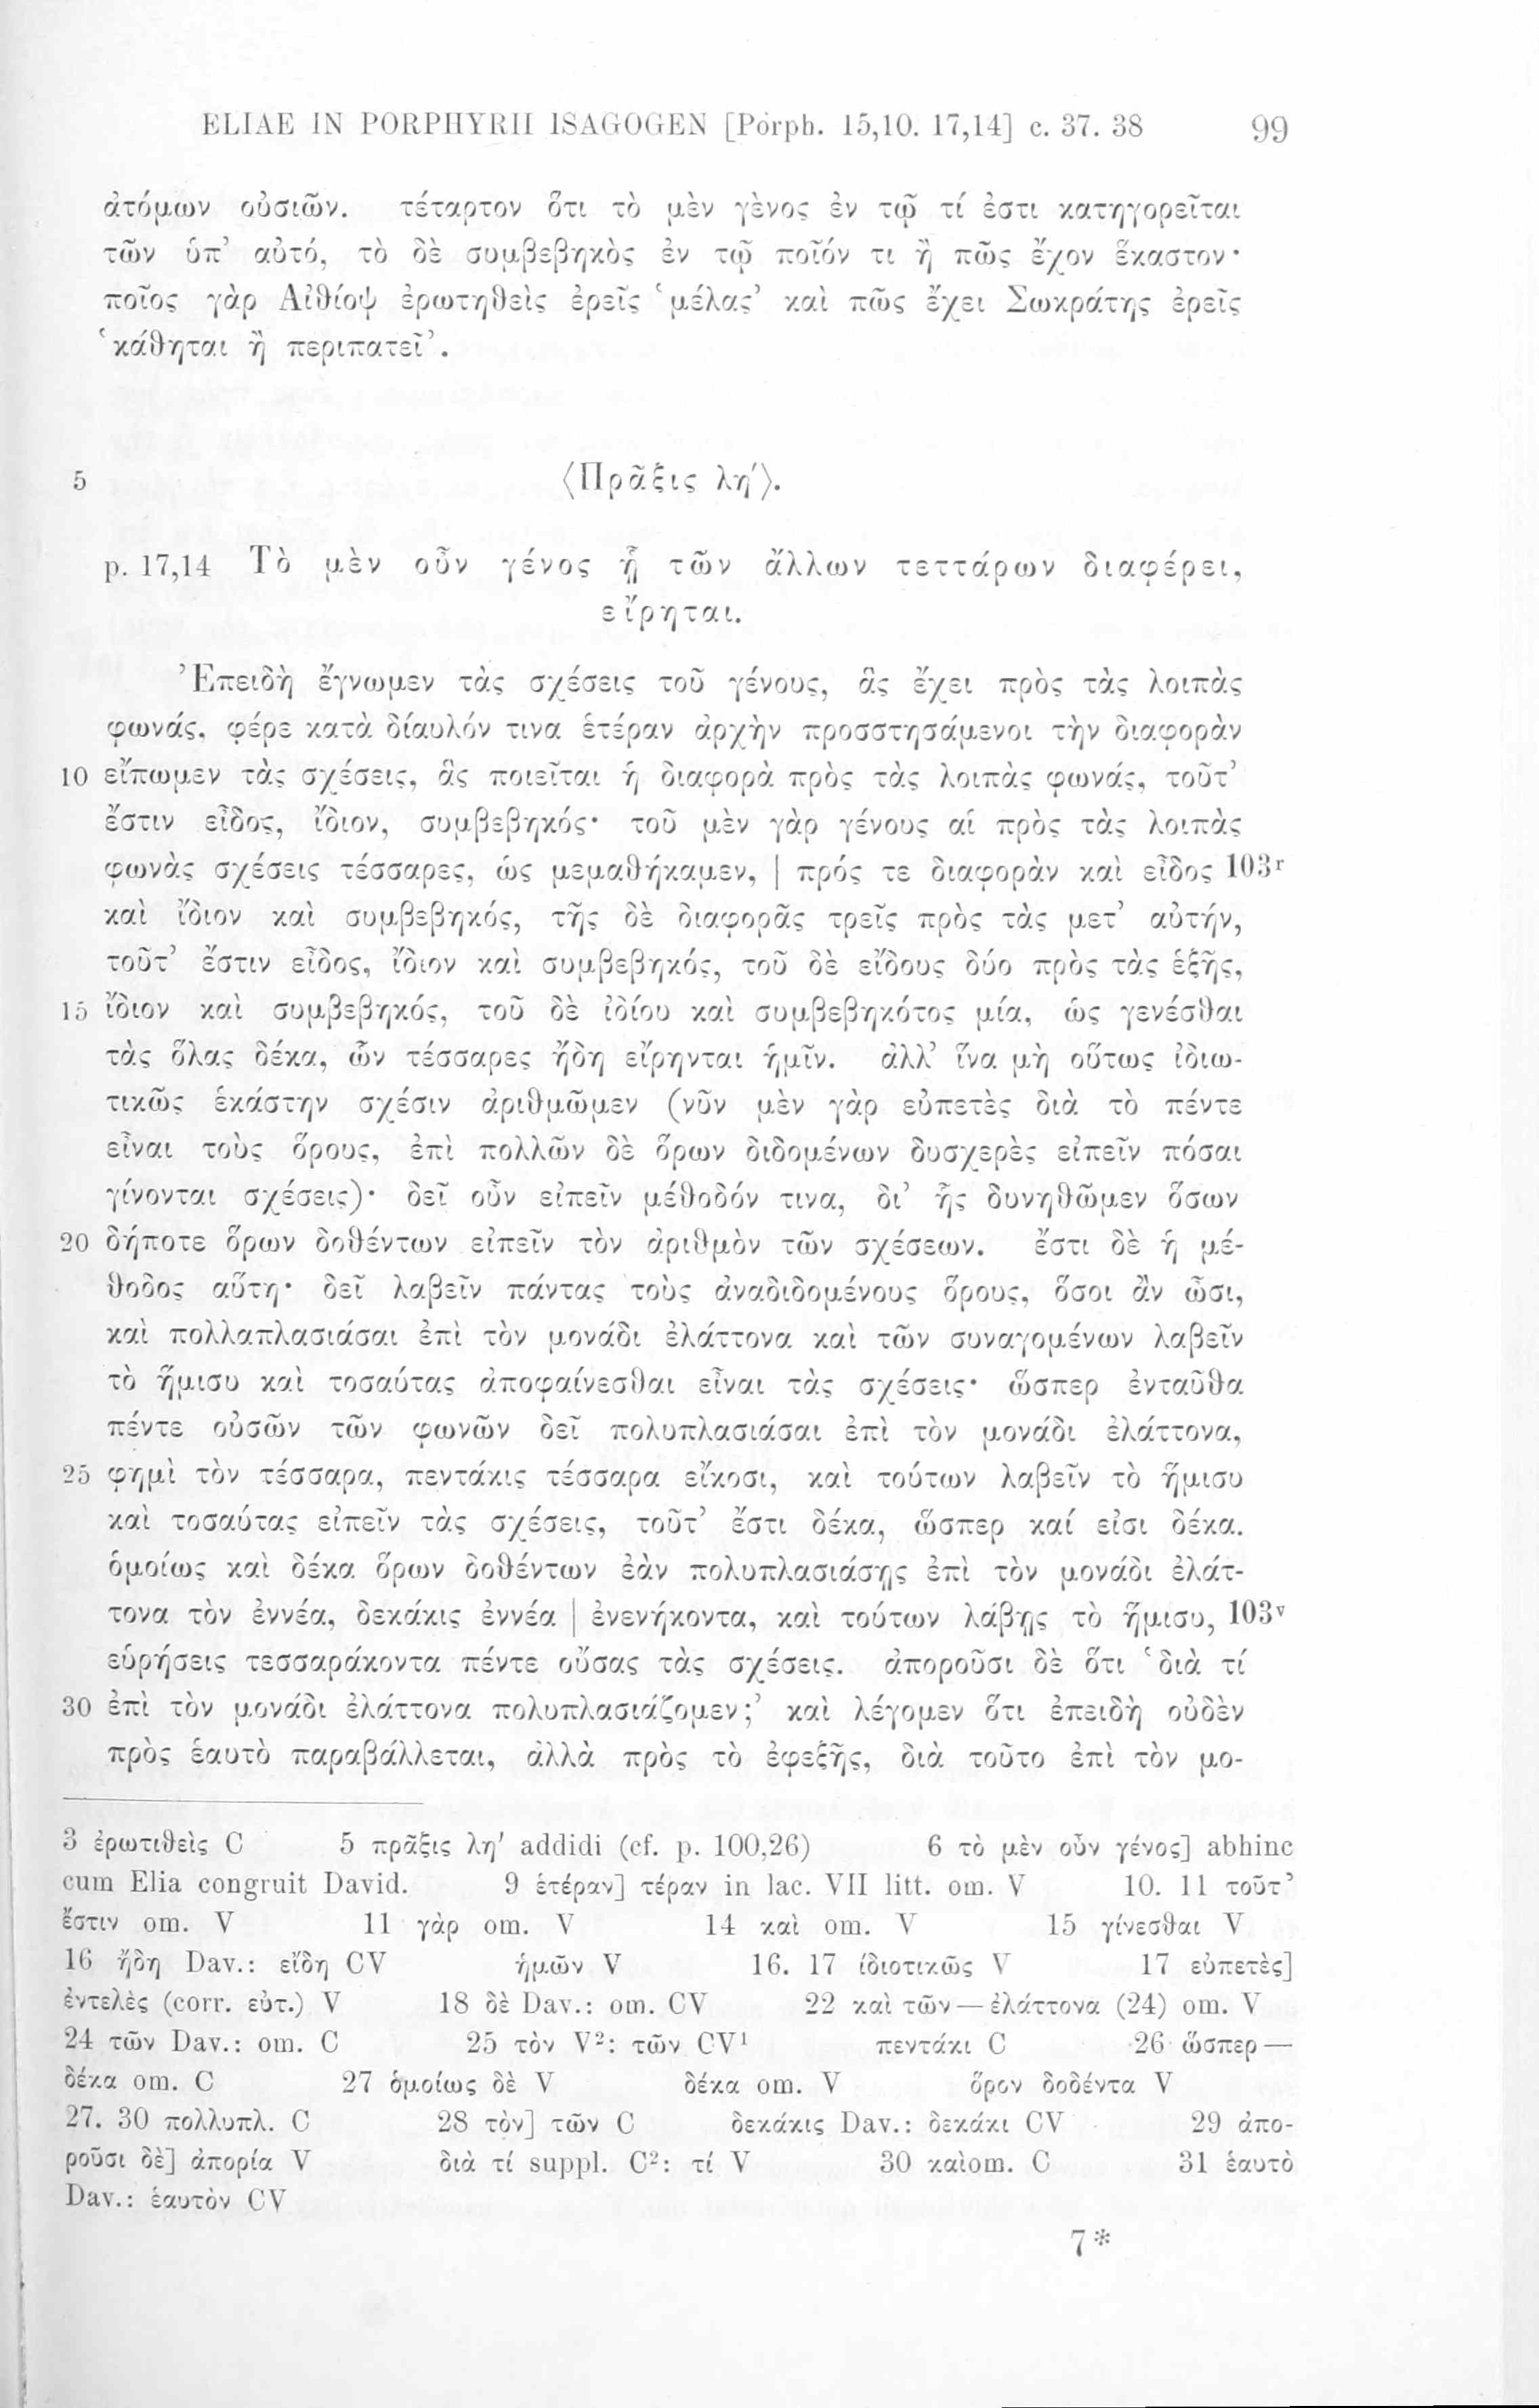 ELIAE IN PORPHYRII ISAGOGEN [Porph. 15,10. 17,14] c. 37. 38 99
ἀτόμων οὐσιῶν. τέταρτον ὅτι τὸ μὲν γένος ἐν τῷ τί ἐστι κατηγορεῖται
τῶν ὑπ’ αὐτό, τὸ δὲ συμβεβηκὸς ἐν τῷ ποῖόν τι ἢ πῶς ἔχον ἕκαστον·
ποῖος γὰρ Αἰθίοψ ἐρωτηθεὶς ἐρεῖς ‘μέλας’ καὶ πῶς ἔχει Σωκράτης ἐρεῖς
‘κάθηται ἢ περιπατεῖ’.
5 ⟨Πρᾶξις λη′⟩.
p. 17,14 Τὸ μὲν οὖν γένος ᾗ τῶν ἄλλων τεττάρων διαφέρει,
εἴρηται.
Ἐπειδὴ ἔγνωμεν τὰς σχέσεις τοῦ γένους, ἃς ἔχει πρὸς τὰς λοιπὰς
φωνάς, φέρε κατὰ δίαυλόν τινα ἑτέραν ἀρχὴν προσστησάμενοι τὴν διαφορὰν
10 εἴπωμεν τὰς σχέσεις, ἃς ποιεῖται ἡ διαφορὰ πρὸς τὰς λοιπὰς φωνάς, τοῦτ’
ἔστιν εἶδος, ἴδιον, συμβεβηκός· τοῦ μὲν γὰρ γένους αἱ πρὸς τὰς λοιπὰς
φωνὰς σχέσεις τέσσαρες, ὡς μεμαθήκαμεν, | πρός τε διαφορὰν καὶ εἶδος 103r
καὶ ἴδιον καὶ συμβεβηκός, τῆς δὲ διαφορᾶς τρεῖς πρὸς τὰς μετ’ αὐτήν,
τοῦτ’ ἔστιν εἶδος, ἴδιον καὶ συμβεβηκός, τοῦ δὲ εἴδους δύο πρὸς τὰς ἑξῆς,
15 ἴδιον καὶ συμβεβηκός, τοῦ δὲ ἰδίου καὶ συμβεβηκότος μία, ὡς γενέσθαι
τὰς ὅλας δέκα, ὧν τέσσαρες ἤδη εἴρηνται ἡμῖν. ἀλλ’ ἵνα μὴ οὕτως ἰδιω-
τικῶς ἑκάστην σχέσιν ἀριθμῶμεν (νῦν μὲν γὰρ εὐπετὲς διὰ τὸ πέντε
εἶναι τοὺς ὅρους, ἐπὶ πολλῶν δὲ ὅρων διδομένων δυσχερὲς εἰπεῖν πόσαι
γίνονται σχέσεις)· δεῖ οὖν εἰπεῖν μέθοδόν τινα, δι’ ἧς δυνηθῶμεν ὅσων
20 δήποτε ὅρων δοθέντων εἰπεῖν τὸν ἀριθμὸν τῶν σχέσεων. ἔστι δὲ ἡ μέ-
θοδος αὕτη· δεῖ λαβεῖν πάντας τοὺς ἀναδιδομένους ὅρους, ὅσοι ἂν ὦσι,
καὶ πολλαπλασιάσαι ἐπὶ τὸν μονάδι ἐλάττονα καὶ τῶν συναγομένων λαβεῖν
τὸ ἥμισυ καὶ τοσαύτας ἀποφαίνεσθαι εἶναι τὰς σχέσεις· ὥσπερ ἐνταῦθα
πέντε οὐσῶν τῶν φωνῶν δεῖ πολυπλασιάσαι ἐπὶ τὸν μονάδι ἐλάττονα,
25 φημὶ τὸν τέσσαρα, πεντάκις τέσσαρα εἴκοσι, καὶ τούτων λαβεῖν τὸ ἥμισυ
καὶ τοσαύτας εἰπεῖν τὰς σχέσεις, τοῦτ’ ἔστι δέκα, ὥσπερ καί εἰσι δέκα.
ὁμοίως καὶ δέκα ὅρων δοθέντων ἐὰν πολυπλασιάσῃς ἐπὶ τὸν μονάδι ἐλάτ-
τονα τὸν ἐννέα, δεκάκις ἐννέα | ἐνενήκοντα, καὶ τούτων λάβῃς τὸ ἥμισυ, 103v
εὑρήσεις τεσσαράκοντα πέντε οὔσας τὰς σχέσεις. ἀποροῦσι δὲ ὅτι ‘διὰ τί
30 ἐπὶ τὸν μονάδι ἐλάττονα πολυπλασιάζομεν;’ καὶ λέγομεν ὅτι ἐπειδὴ οὐδὲν
πρὸς ἑαυτὸ παραβάλλεται, ἀλλὰ πρὸς τὸ ἐφεξῆς, διὰ τοῦτο ἐπὶ τὸν μο-
3 ἐρωτιθεὶς C 5 πρᾶξις λη′ addidi (cf. p. 100,26) 6 τὸ μὲν οὖν γένος] abhinc
cum Elia congruit David. 9 ἑτέραν] τέραν in lac. VII litt. om. V 10. 11 τοῦτ’
ἔστιν om. V 11 γὰρ om. V 14 καὶ om. V 15 γίνεσθαι V
16 ἤδη Dav.: εἴδη CV ἡμῶν V 16. 17 ἰδιοτικῶς V 17 εὐπετὲς]
ἐντελὲς (corr. εὐτ.) V 18 δὲ Dav.: om. CV 22 καὶ τῶν — ἐλάττονα (24) om. V
24 τῶν Dav.: om. C 25 τὸν V²: τῶν CV¹ πεντάκι C 26 ὥσπερ —
δέκα om. C 27 ὁμοίως δὲ V δέκα om. V ὅρον δοδέντα V
27. 30 πολλυπλ. C 28 τὸν] τῶν C δεκάκις Dav.: δεκάκι CV 29 ἀπο-
ροῦσι δὲ] ἀπορία V διὰ τί suppl. C²: τί V 30 καὶom. C 31 ἑαυτὸ
Dav.: ἑαυτὸν CV
7*